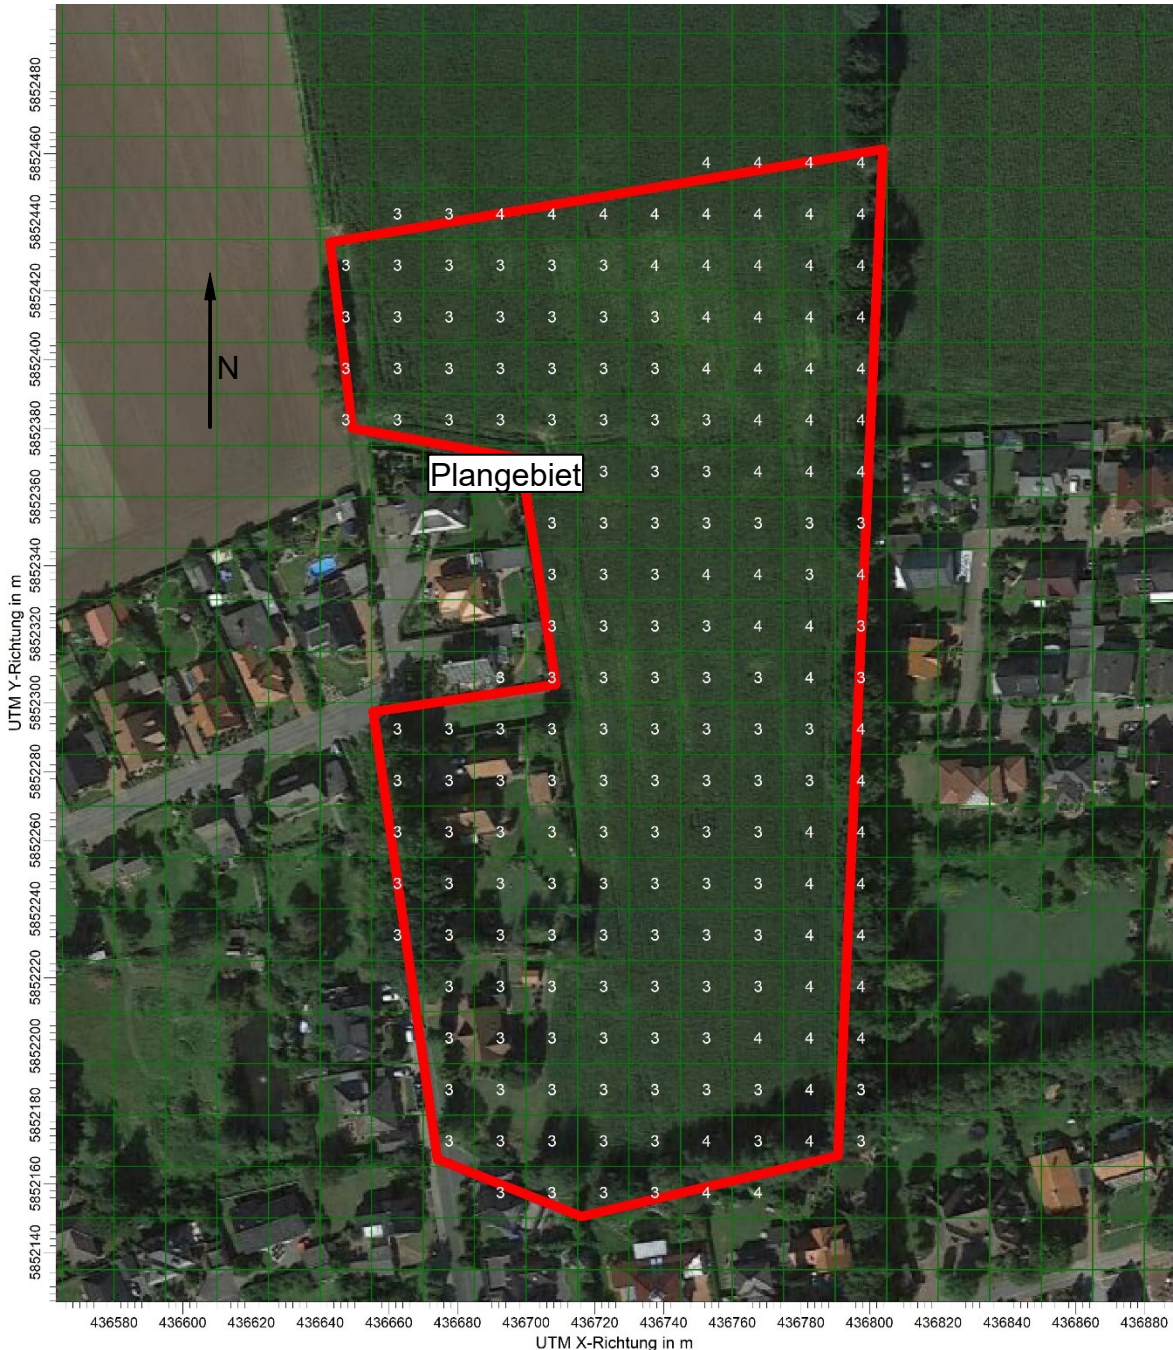 4 4 4 4
3 3 4 4 4 4 4 4 4 4
3 3 3 3 3 3 4 4 4 4 4
3 3 3 3 3 3 3 4 4 4 4
3 3 3 3 3 3 3 4 4 4 4
3 3 3 3 3 3 3 3 4 4 4
N
Plangebiet
3 3 3 4 4 4
3 3 3 3 3 3 3
3 3 3 4 4 3 4
3 3 3 3 4 4 3
3 3 3 3 3 3 4 3
3 3 3 3 3 3 3 3 3 4
3 3 3 3 3 3 3 3 3 4
3 3 3 3 3 3 3 3 4 4
3 3 3 3 3 3 3 3 4 4
3 3 3 3 3 3 3 3 4 4
3 3 3 3 3 3 3 4 4
3 3 3 3 3 3 4 4 4
3 3 3 3 3 3 3 4 3
3 3 3 3 3 4 3 4 3
3 3 3 3 4 4
UTM Y-Richtung in m
5852140 5852160 5852180 5852200 5852220 5852240 5852260 5852280 5852300 5852320 5852340 5852360 5852380 5852400 5852420 5852440 5852460 5852480
436580 436600 436620 436640 436660 436680 436700 436720 436740 436760 436780 436800 436820 436840 436860 436880
UTM X-Richtung in m